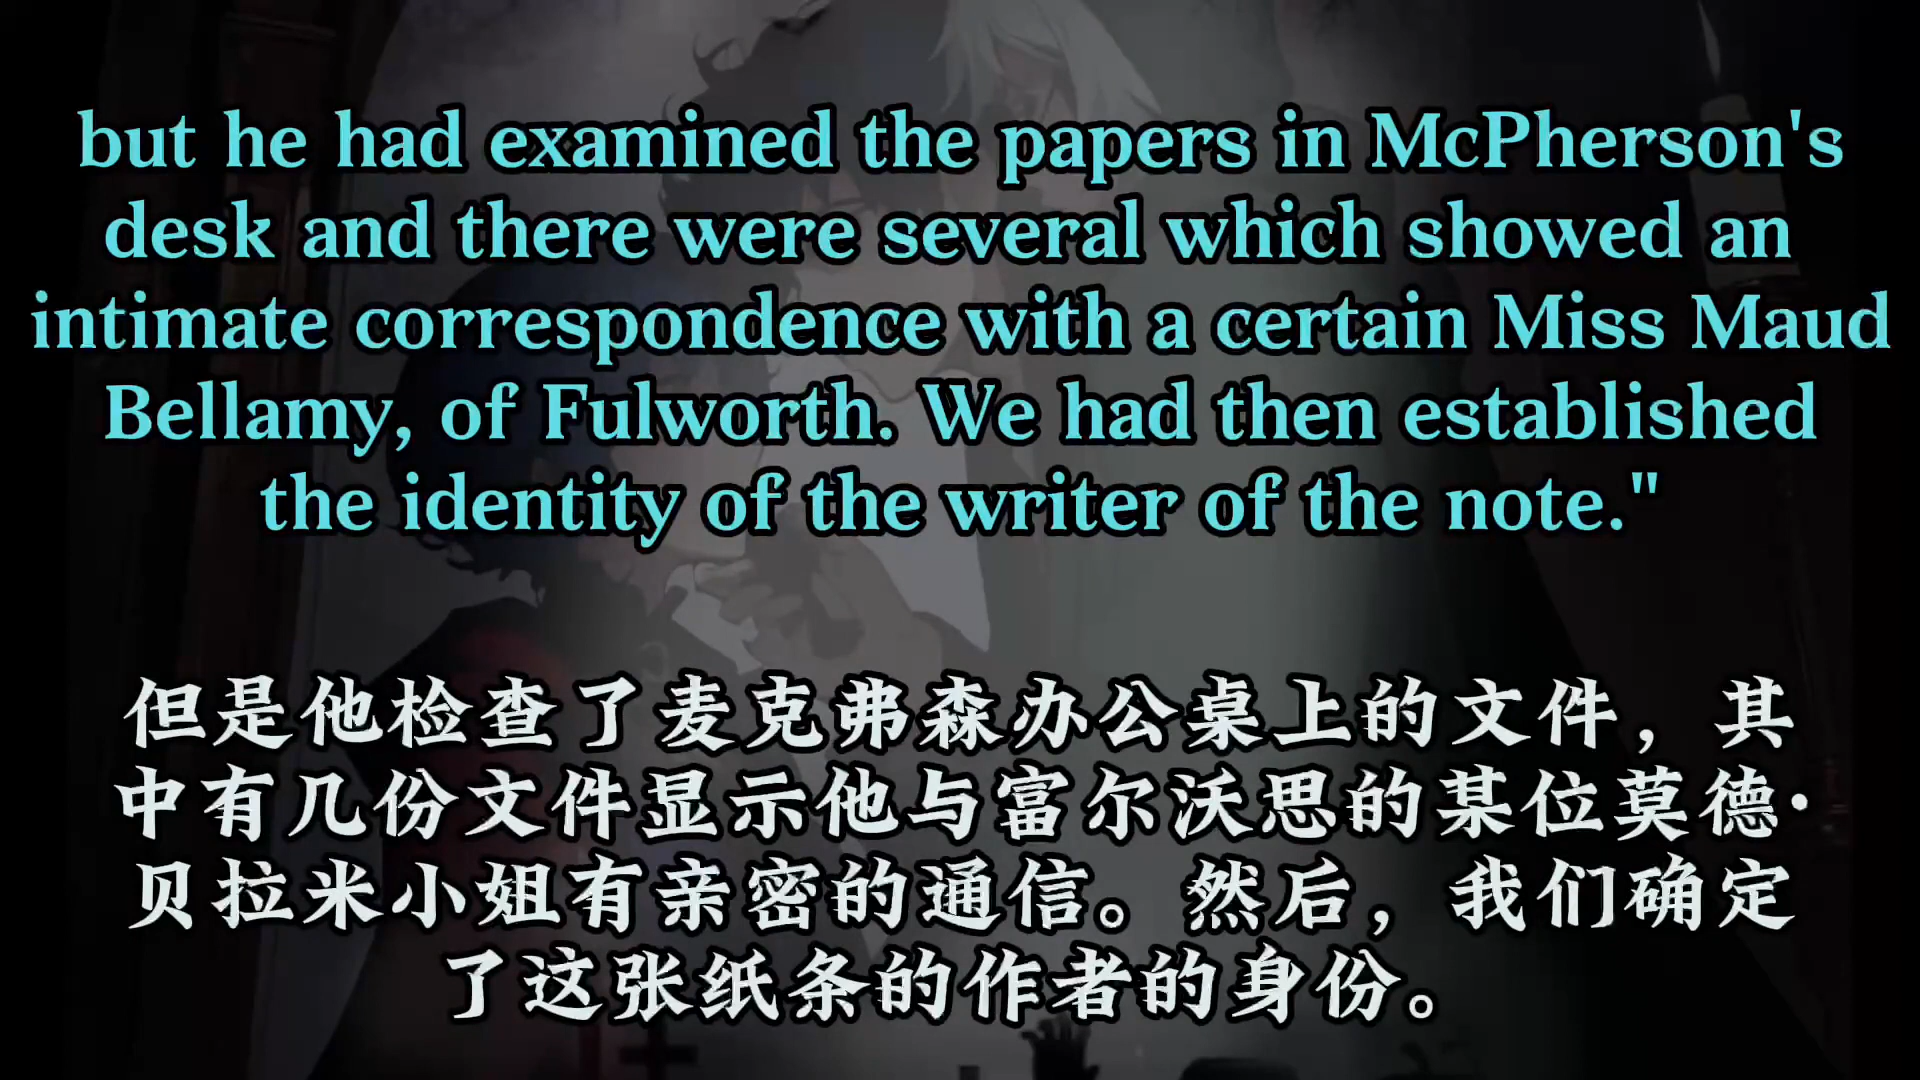 but he had examined the papers in McPherson's
desk and there were several which showed an
intimate correspondence with a certain Miss Maud
Bellamy, of Fulworth. We had then established
the identity of the writer of the note."
但是他检查了麦克弗森办公桌上的文件，其
中有几份文件显示他与富尔沃思的某位莫德·
贝拉米小姐有亲密的通信。然后，我们确定
了这张纸条的作者的身份。